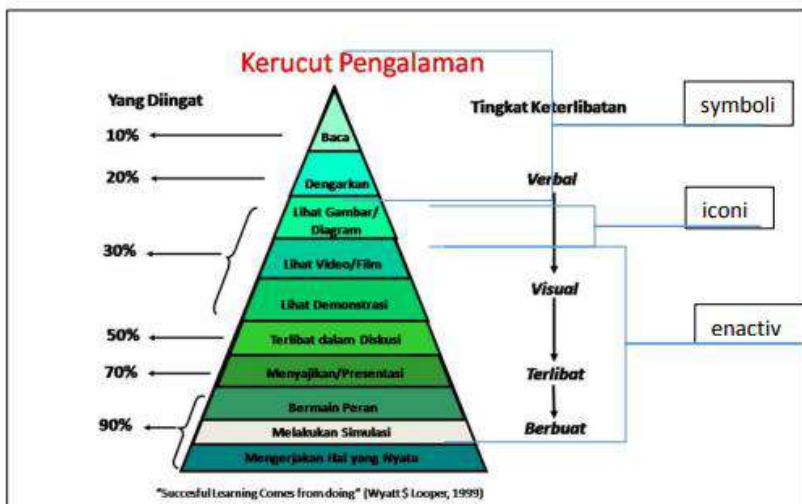 Kerucut Pengalaman
Yang Diingat
Tingkat Keterlibatan
symboli
10%
Baca
20%
Dengarkan
Verbal
Lihat Gambar/
Diagram
iconi
30%
Lihat Video/Film
Lihat Demonstrasi
Visual
50%
Terlibat dalam Diskusi
enactiv
70%
Menyajikan/Presentasi
Terlibat
Bermain Peran
90%
Melakukan Simulasi
Berbuat
Mengerjakan Hal yang Nyata
"Succesful Learning Comes from doing" (Wyatt $ Looper, 1999)